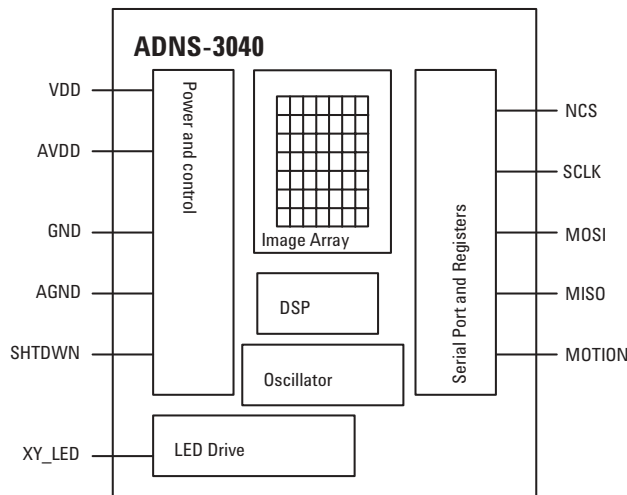 ADNS-3040
VDD
AVDD
GND
AGND
SHTDWN
XY_LED
Power and control
Image Array
DSP
Oscillator
LED Drive
Serial Port and Registers
NCS
SCLK
MOSI
MISO
MOTION